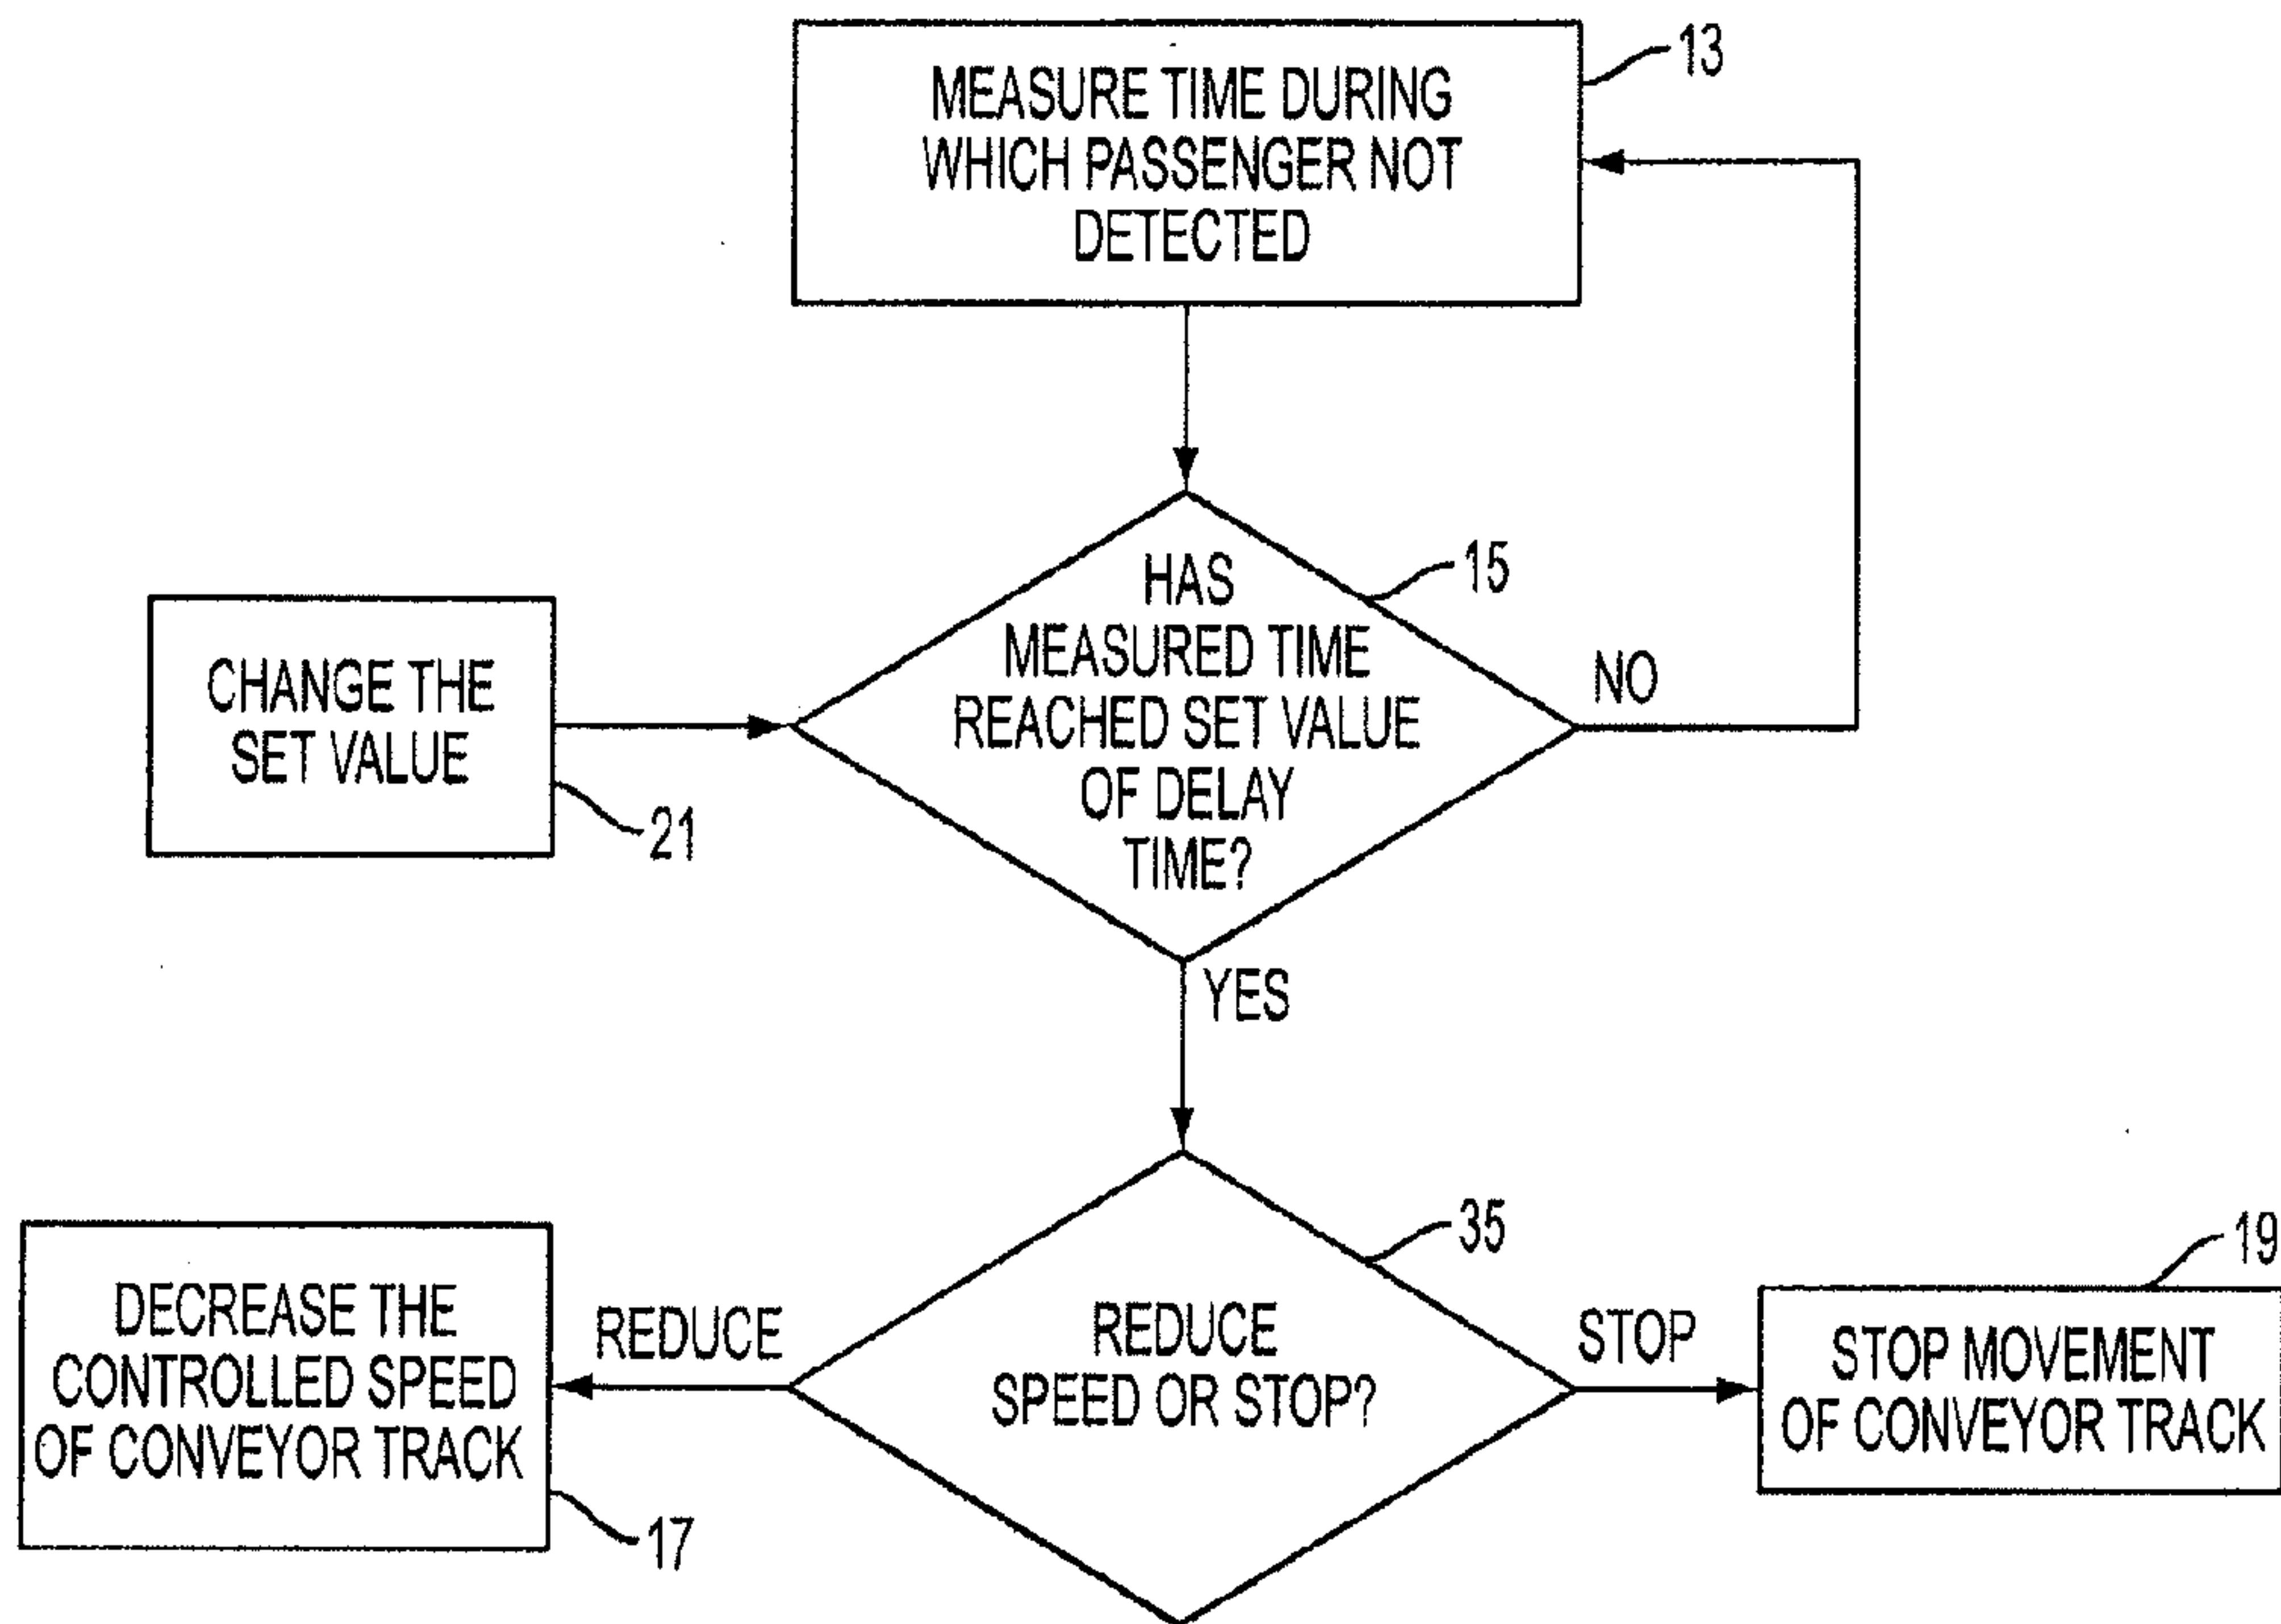 13
MEASURE TIME DURING
WHICH PASSENGER NOT
DETECTED
15
HAS
MEASURED TIME
REACHED SET VALUE
OF DELAY
TIME?
NO
CHANGE THE
SET VALUE
21
YES
35
19
DECREASE THE
CONTROLLED SPEED
OF CONVEYOR TRACK
17
REDUCE
REDUCE
SPEED OR STOP?
STOP
STOP MOVEMENT
OF CONVEYOR TRACK